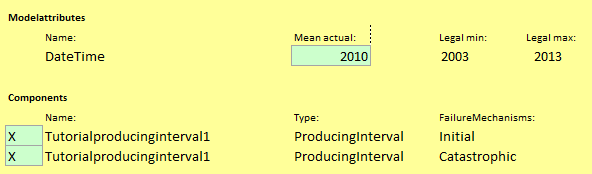 Modelattributes
Name: Mean actual: Legal min: Legal max:
DateTime 2010 2003 2013
Components
Name: Type: FailureMechanisms:
X Tutorialproducinginterval1 ProducingInterval Initial
X Tutorialproducinginterval1 ProducingInterval Catastrophic